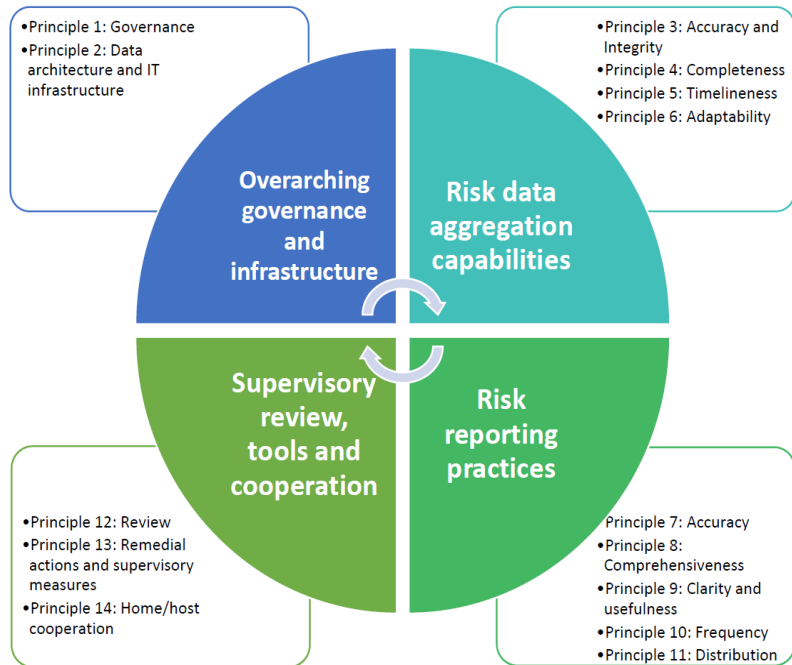 •Principle 1: Governance
•Principle 2: Data
architecture and IT
infrastructure
•Principle 3: Accuracy and
Integrity
•Principle 4: Completeness
•Principle 5: Timelineness
•Principle 6: Adaptability
Overarching
governance
and
infrastructure
Risk data
aggregation
capabilities
Supervisory
review,
tools and
cooperation
Risk
reporting
practices
•Principle 12: Review
•Principle 13: Remedial
actions and supervisory
measures
•Principle 14: Home/host
cooperation
Principle 7: Accuracy
•Principle 8:
Comprehensiveness
•Principle 9: Clarity and
usefulness
•Principle 10: Frequency
•Principle 11: Distribution